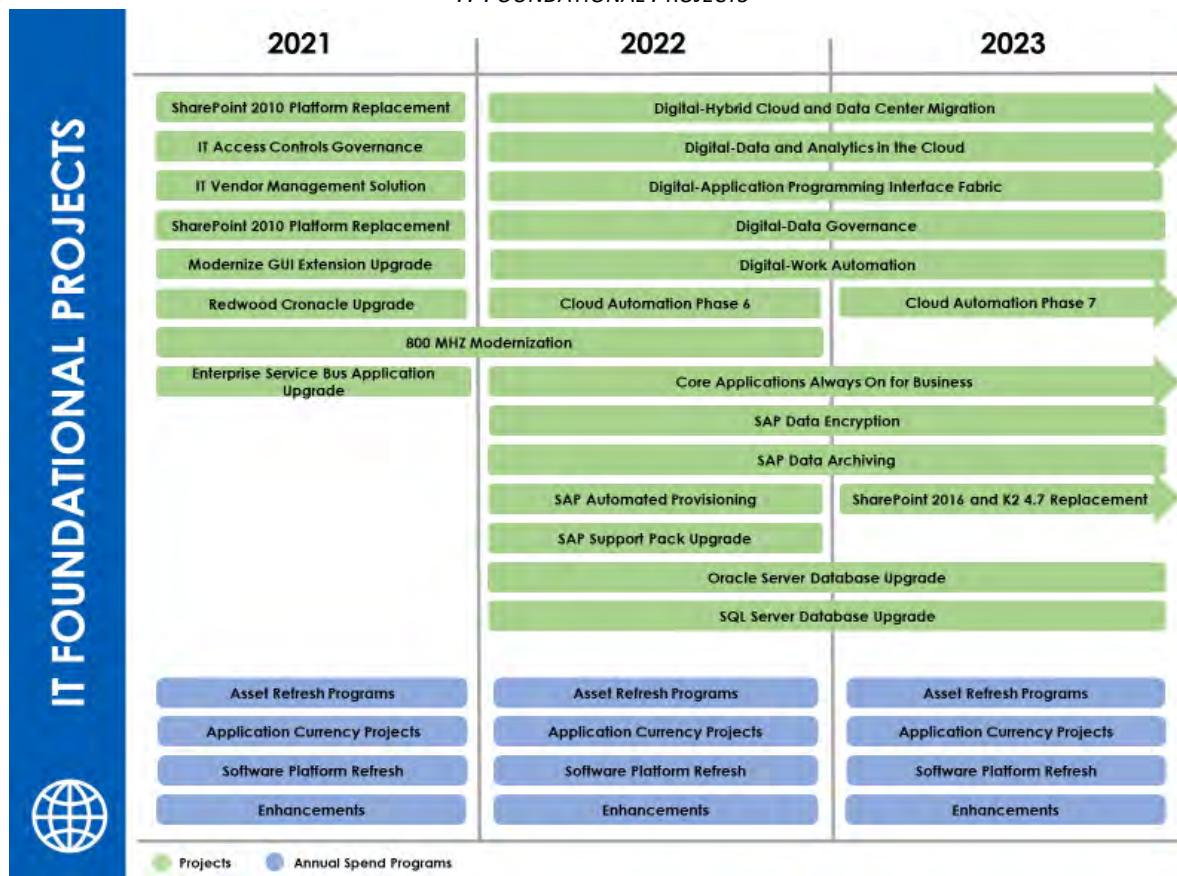 IT FOUNDATIONAL PROJECTS
IT FOUNDATIONAL PROJECTS
2021
2022
2023
SharePoint 2010 Platform Replacement
Digital-Hybrid Cloud and Data Center Migration
IT Access Controls Governance
Digital-Data and Analytics in the Cloud
IT Vendor Management Solution
Digital-Application Programming Interface Fabric
SharePoint 2010 Platform Replacement
Digital-Data Governance
Modernize GUI Extension Upgrade
Digital-Work Automation
Redwood Cronacle Upgrade
Cloud Automation Phase 6
Cloud Automation Phase 7
800 MHZ Modernization
Enterprise Service Bus Application
Upgrade
Core Applications Always On for Business
SAP Data Encryption
SAP Data Archiving
SAP Automated Provisioning
SharePoint 2016 and K2 4.7 Replacement
SAP Support Pack Upgrade
Oracle Server Database Upgrade
SQL Server Database Upgrade
Asset Refresh Programs
Asset Refresh Programs
Asset Refresh Programs
Application Currency Projects
Application Currency Projects
Application Currency Projects
Software Platform Refresh
Software Platform Refresh
Software Platform Refresh
Enhancements
Enhancements
Enhancements
Projects
Annual Spend Programs